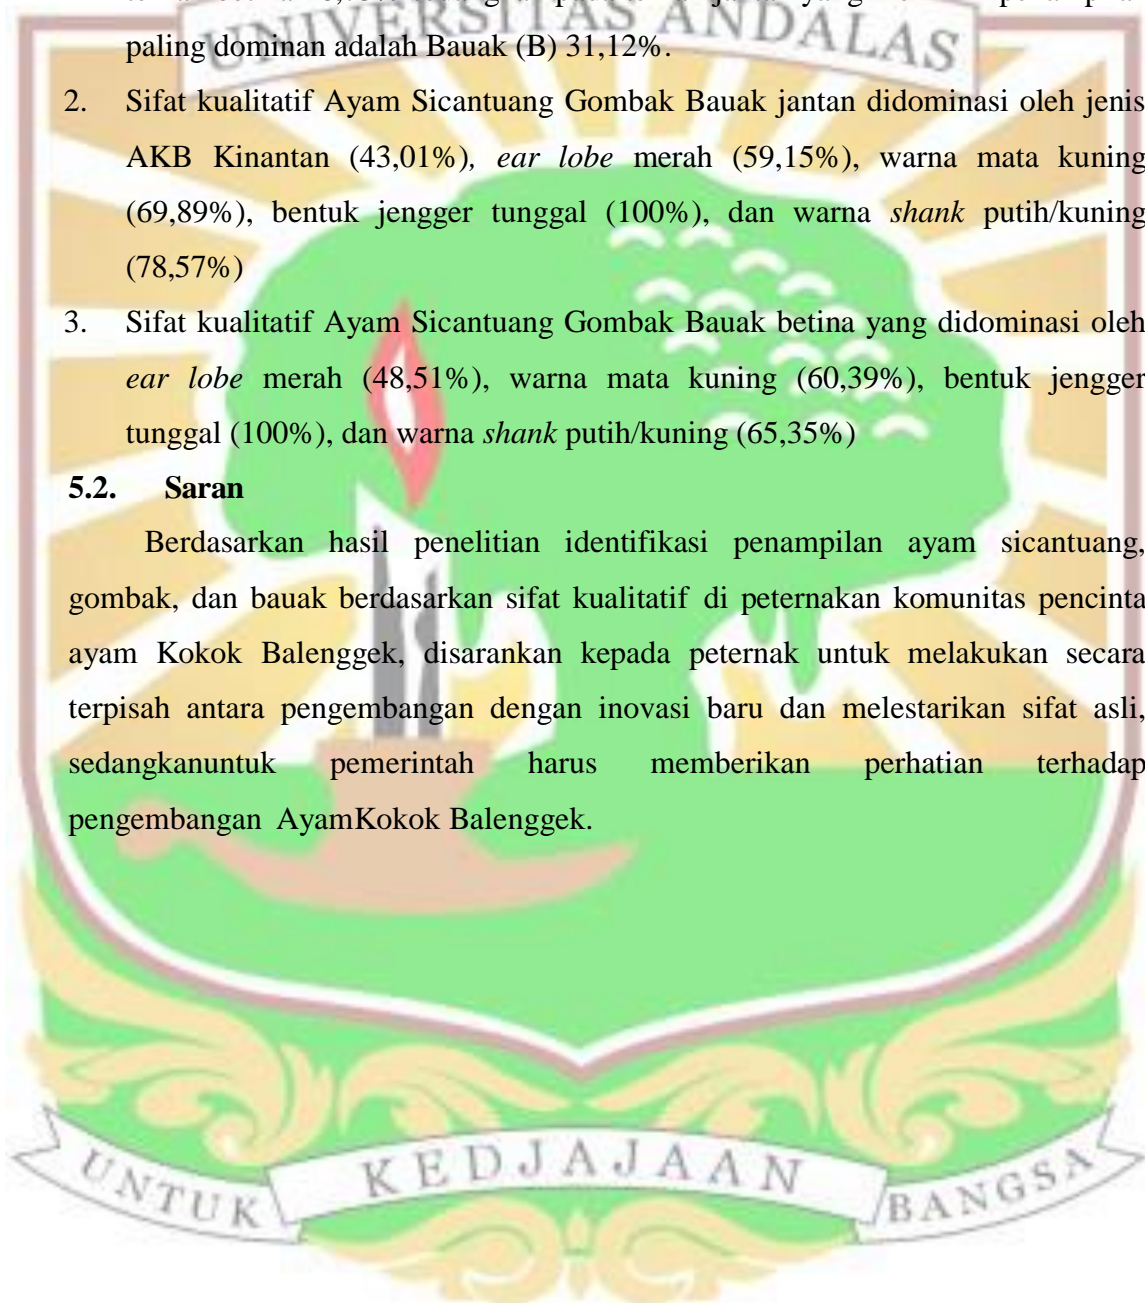 UNIVERSITAS ANDALAS
paling dominan adalah Bauak (B) 31,12%.
2. Sifat kualitatif Ayam Sicantuang Gombak Bauak jantan didominasi oleh jenis
AKB Kinantan (43,01%), ear lobe merah (59,15%), warna mata kuning
(69,89%), bentuk jengger tunggal (100%), dan warna shank putih/kuning
(78,57%)
3. Sifat kualitatif Ayam Sicantuang Gombak Bauak betina yang didominasi oleh
ear lobe merah (48,51%), warna mata kuning (60,39%), bentuk jengger
tunggal (100%), dan warna shank putih/kuning (65,35%)
5.2. Saran
Berdasarkan hasil penelitian identifikasi penampilan ayam sicantuang,
gombak, dan bauak berdasarkan sifat kualitatif di peternakan komunitas pencinta
ayam Kokok Balenggek, disarankan kepada peternak untuk melakukan secara
terpisah antara pengembangan dengan inovasi baru dan melestarikan sifat asli,
sedangkanuntuk pemerintah harus memberikan perhatian terhadap
pengembangan AyamKokok Balenggek.
UNTUK KEDJAJAAN BANGSA